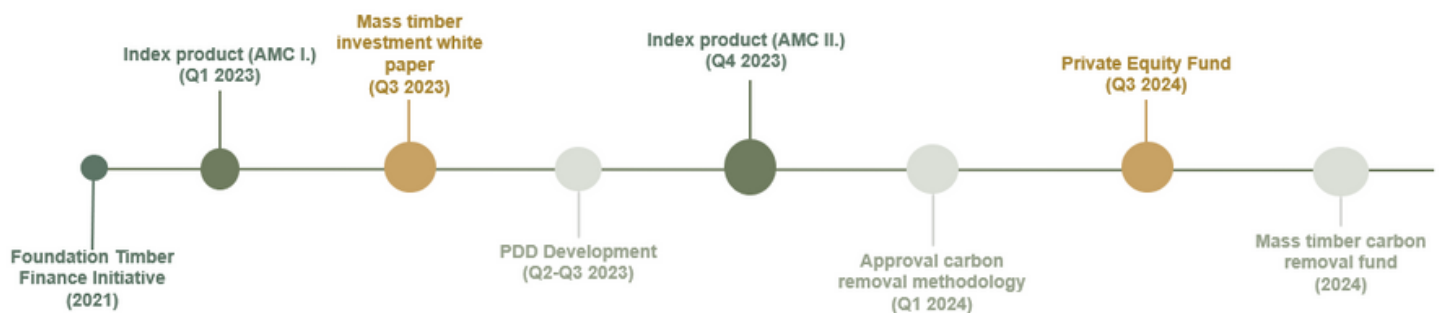 Foundation Timber
Finance Initiative
(2021)
Index product (AMC I.)
(Q1 2023)
Mass timber
investment white
paper
(Q3 2023)
PDD Development
(Q2-Q3 2023)
Index product (AMC II.)
(Q4 2023)
Approval carbon
removal methodology
(Q1 2024)
Private Equity Fund
(Q3 2024)
Mass timber carbon
removal fund
(2024)